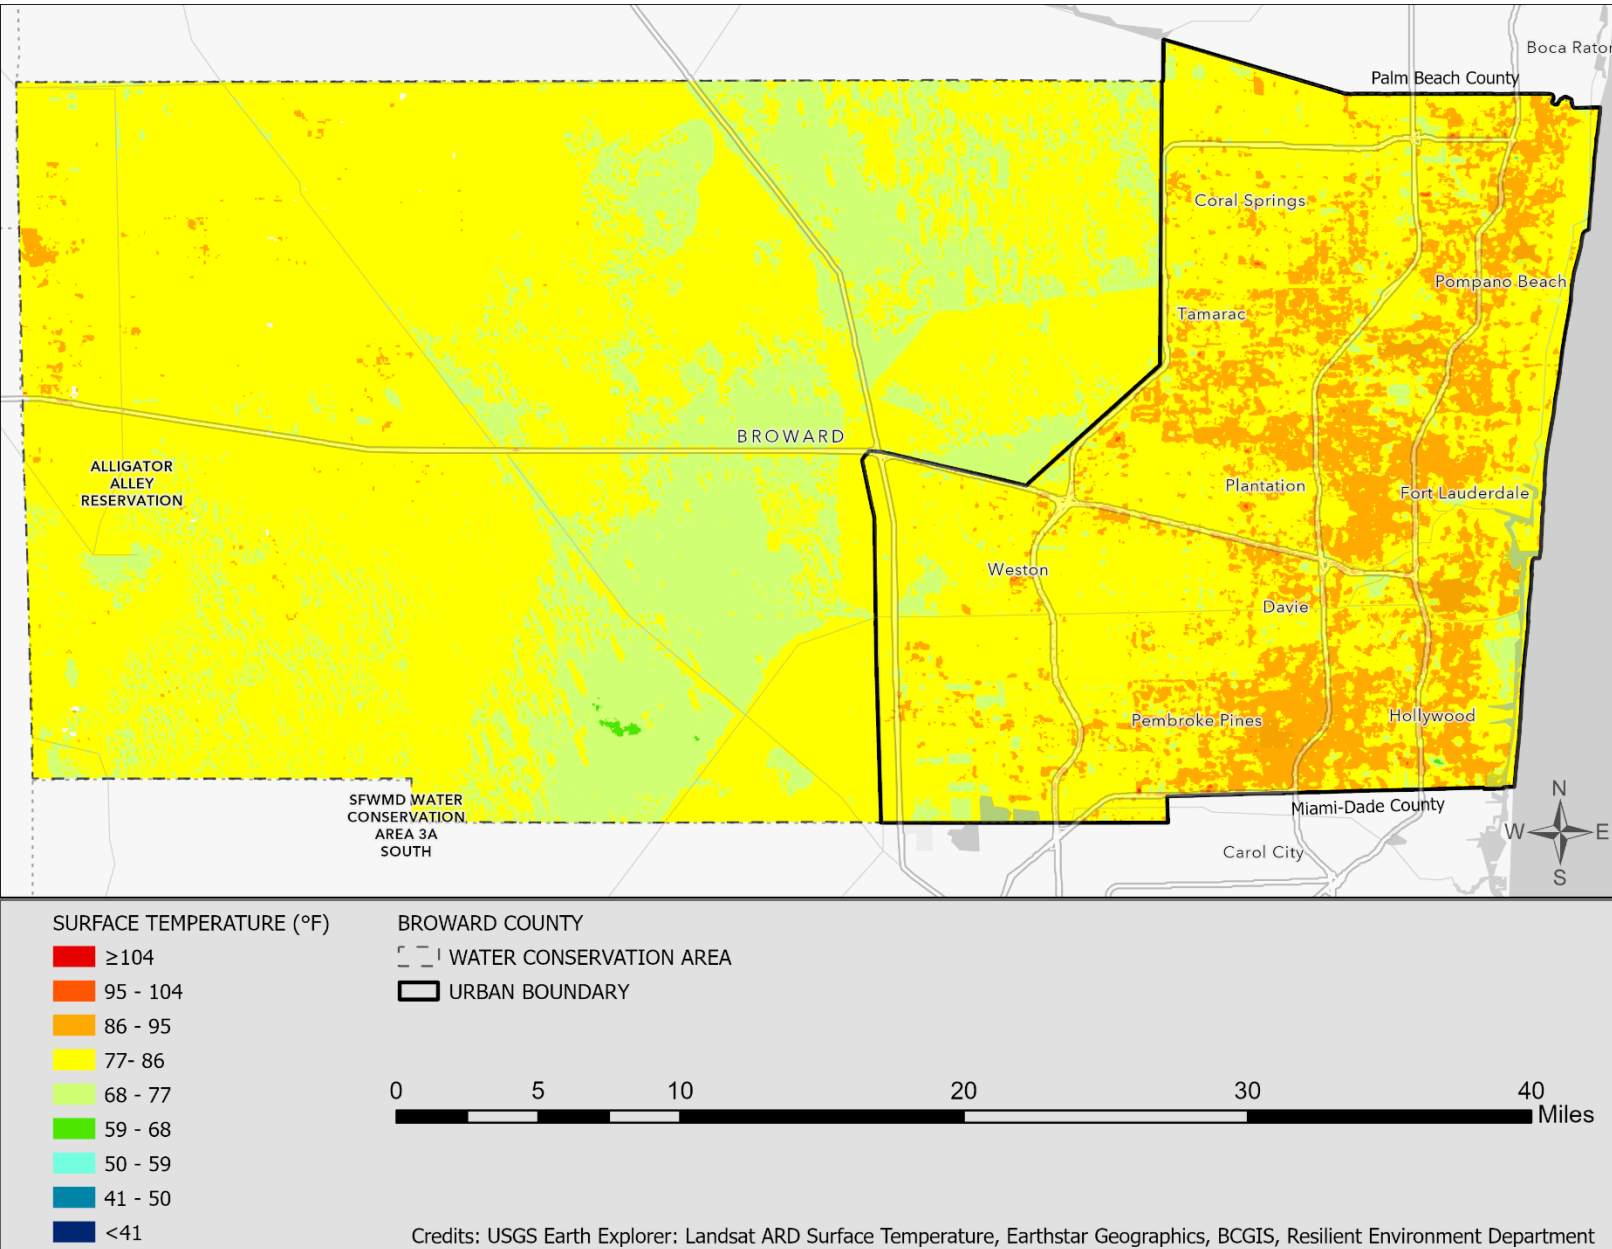 Boca Rator
Palm Beach County
Coral Springs
Pompano Beach
Tamarac
BROWARD
ALLIGATOR
ALLEY
RESERVATION
Plantation
Fort Lauderdale
Weston
Davie
Pembroke Pines
Hollywood
SFWMD WATER
CONSERVATION
AREA 3A
SOUTH
Miami-Dade County
Carol City
N
W E
S
SURFACE TEMPERATURE (°F)
≥104
95 - 104
86 - 95
77- 86
68 - 77
59 - 68
50 - 59
41 - 50
<41
BROWARD COUNTY
WATER CONSERVATION AREA
URBAN BOUNDARY
0 5 10 20 30 40
Miles
Credits: USGS Earth Explorer: Landsat ARD Surface Temperature, Earthstar Geographics, BCGIS, Resilient Environment Department